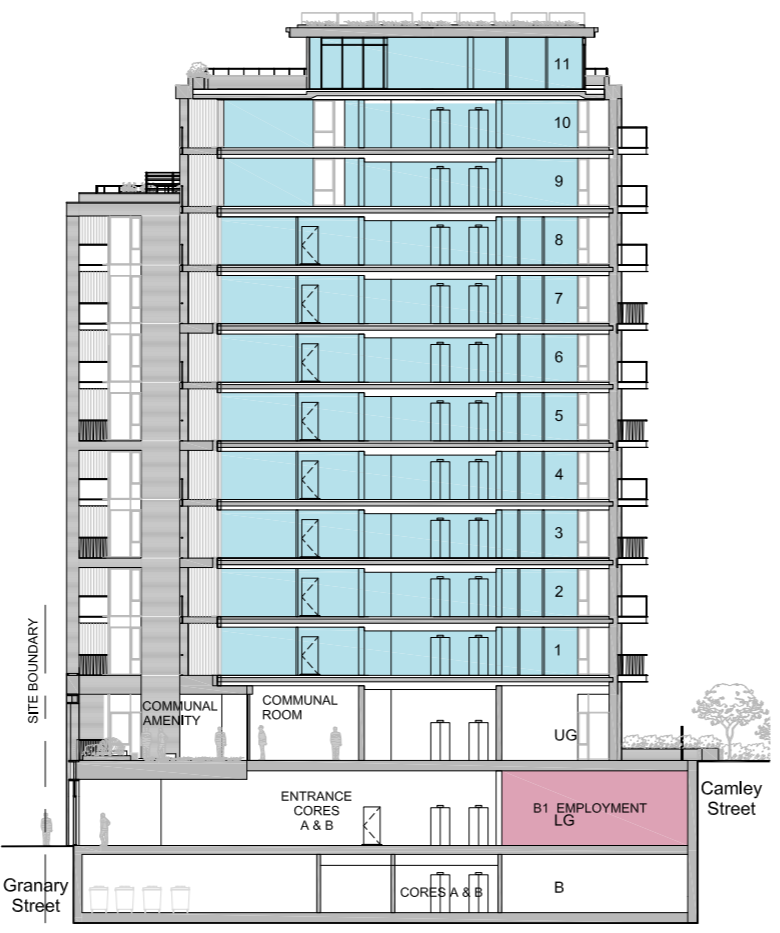 11
10
9
8
7
6
5
4
3
2
1
SITE BOUNDARY
COMMUNAL
AMENITY
COMMUNAL
ROOM
UG
ENTRANCE
CORES
A & B
B1 EMPLOYMENT
LG
Camley
Street
Granary
Street
CORES A & B
B